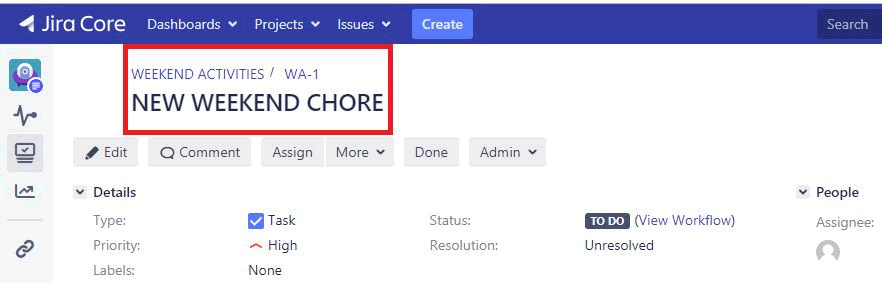 Jira Core Dashboards Projects Issues Create Search
WEEKEND ACTIVITIES / WA-1
NEW WEEKEND CHORE
Edit Comment Assign More Done Admin
Details People
Type: Task Status: TO DO (View Workflow) Assignee:
Priority: High Resolution: Unresolved
Labels: None